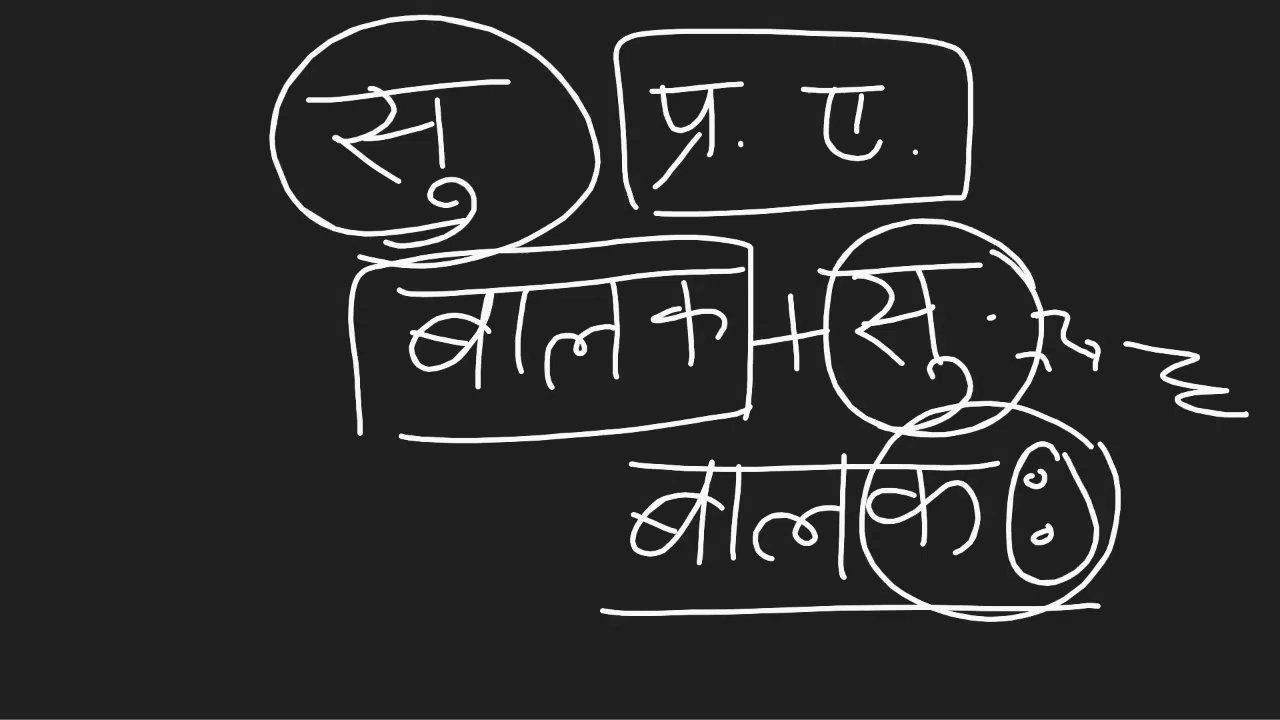 सु प्र. ए.
बालक + सु
बालकः